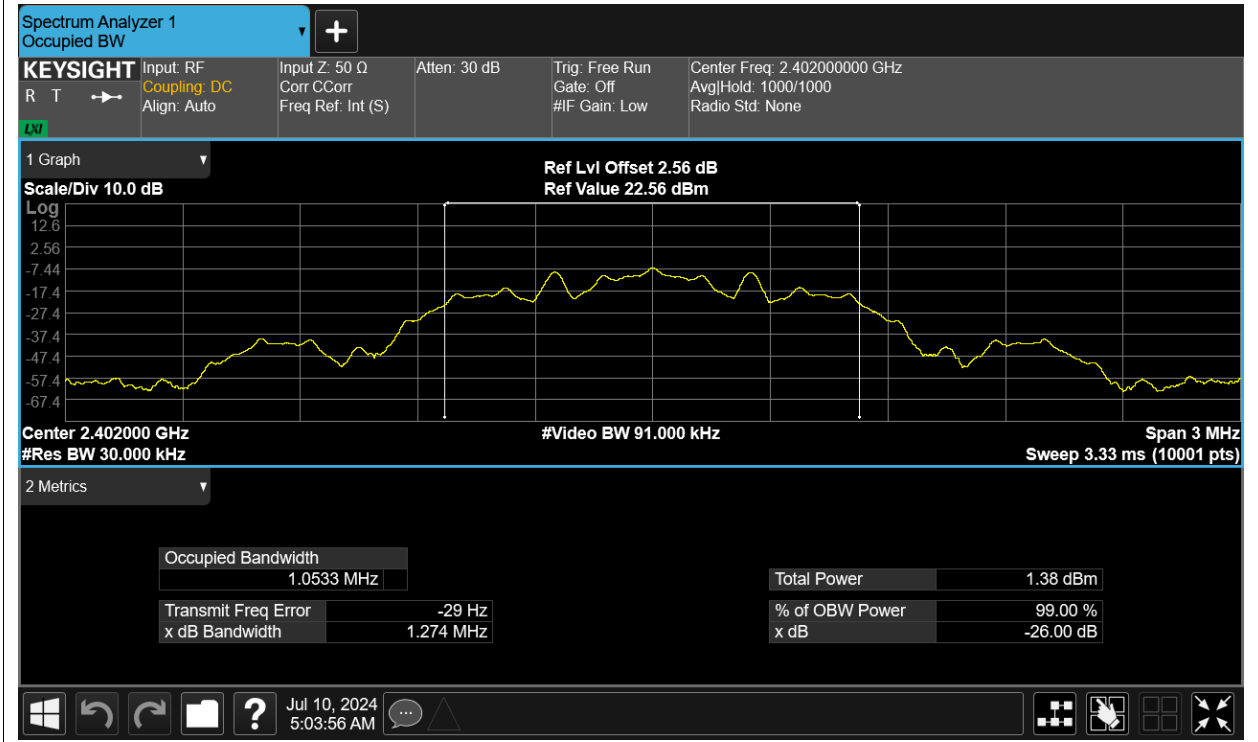 Spectrum Analyzer 1
Occupied BW
KEYSIGHT
R T
LXI
Input: RF
Coupling: DC
Align: Auto
Input Z: 50 Ω
Corr CCorr
Freq Ref: Int (S)
Atten: 30 dB
Trig: Free Run
Gate: Off
#IF Gain: Low
Center Freq: 2.402000000 GHz
Avg|Hold: 1000/1000
Radio Std: None
1 Graph
Scale/Div 10.0 dB
Ref Lvl Offset 2.56 dB
Ref Value 22.56 dBm
Log
12.6
2.56
-7.44
-17.4
-27.4
-37.4
-47.4
-57.4
-67.4
Center 2.402000 GHz
#Video BW 91.000 kHz
Span 3 MHz
#Res BW 30.000 kHz
Sweep 3.33 ms (10001 pts)
2 Metrics
Occupied Bandwidth
1.0533 MHz
Total Power 1.38 dBm
Transmit Freq Error -29 Hz
% of OBW Power 99.00 %
x dB Bandwidth 1.274 MHz
x dB -26.00 dB
?
Jul 10, 2024
5:03:56 AM